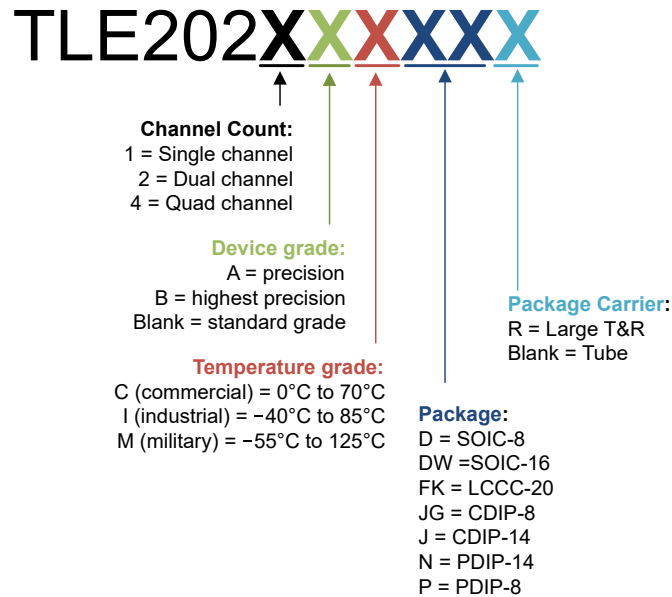 TLE202XXXXXX
Channel Count:
1 = Single channel
2 = Dual channel
4 = Quad channel
Device grade:
A = precision
B = highest precision
Blank = standard grade
Temperature grade:
C (commercial) = 0°C to 70°C
I (industrial) = −40°C to 85°C
M (military) = −55°C to 125°C
Package:
D = SOIC-8
DW =SOIC-16
FK = LCCC-20
JG = CDIP-8
J = CDIP-14
N = PDIP-14
P = PDIP-8
Package Carrier:
R = Large T&R
Blank = Tube